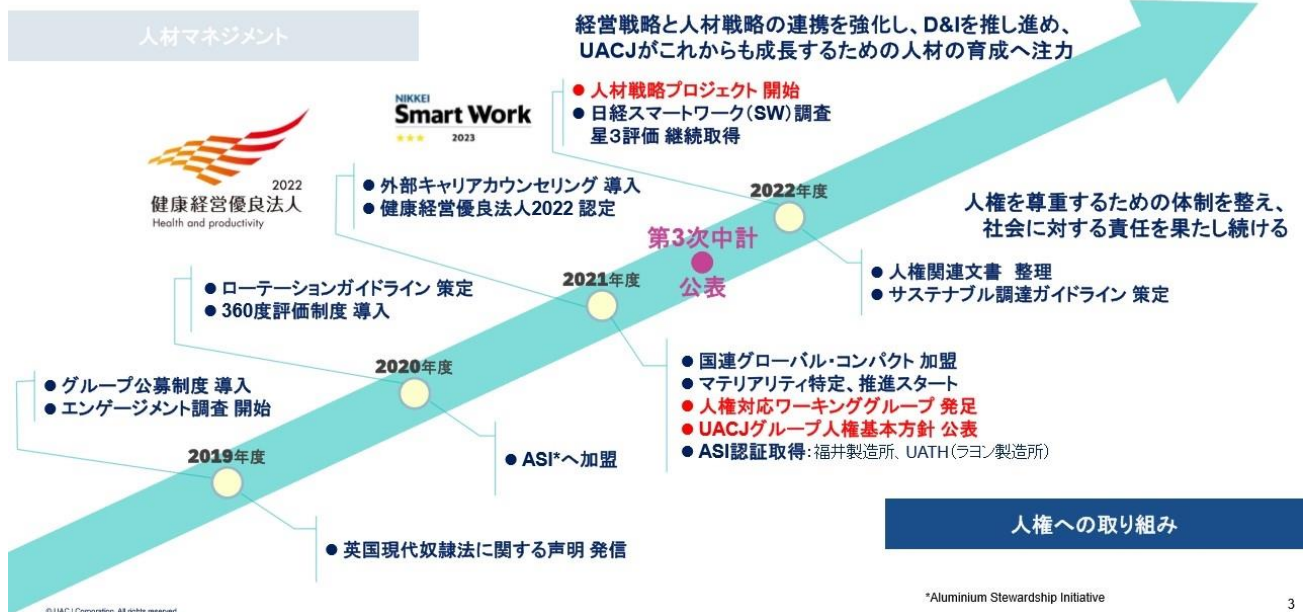 人材マネジメント
経営戦略と人材戦略の連携を強化し、D&Iを推し進め、
UACJがこれからも成長するための人材の育成へ注力
● 人材戦略プロジェクト 開始
● 日経スマートワーク(SW)調査
星3評価 継続取得
NIKKEI
Smart Work
★★★ 2023
2022
健康経営優良法人
Health and productivity
● 外部キャリアカウンセリング 導入
● 健康経営優良法人2022 認定
2022年度
人権を尊重するための体制を整え、
社会に対する責任を果たし続ける
第3次中計
公表
● 人権関連文書 整理
● サステナブル調達ガイドライン 策定
● ローテーションガイドライン 策定
● 360度評価制度 導入
2021年度
● 国連グローバル・コンパクト 加盟
● マテリアリティ特定、推進スタート
● 人権対応ワーキンググループ 発足
● UACJグループ人権基本方針 公表
● ASI認証取得：福井製造所、UATH(ラヨン製造所)
2020年度
● グループ公募制度 導入
● エンゲージメント調査 開始
● ASI*へ加盟
2019年度
● 英国現代奴隷法に関する声明 発信
人権への取り組み
*Aluminium Stewardship Initiative
© UACJ Corporation. All rights reserved.
3